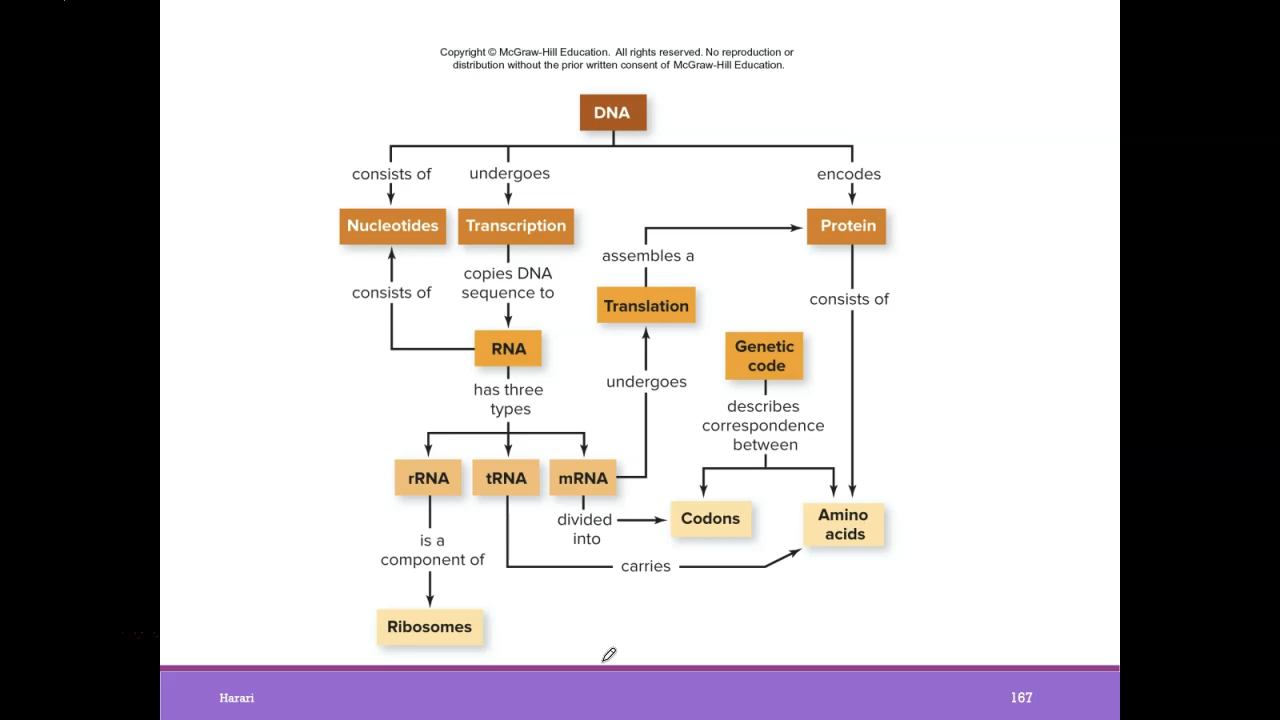 Copyright © McGraw-Hill Education. All rights reserved. No reproduction or
distribution without the prior written consent of McGraw-Hill Education.
DNA
consists of
undergoes
encodes
Nucleotides
Transcription
Protein
consists of
copies DNA
sequence to
assembles a
consists of
Translation
RNA
Genetic
code
has three
types
undergoes
describes
correspondence
between
rRNA
tRNA
mRNA
divided
into
Codons
Amino
acids
is a
component of
carries
Ribosomes
Harari
167